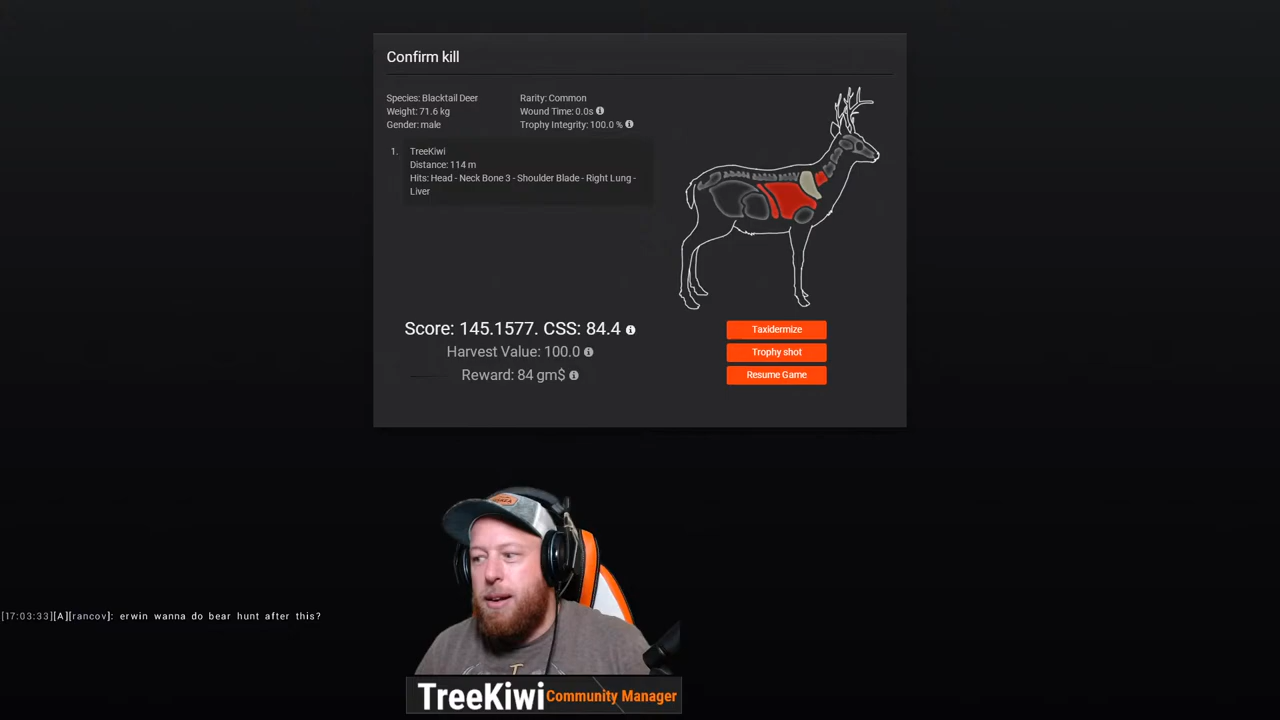 Confirm kill
Species: Blacktail Deer
Weight: 71.6 kg
Gender: male
Rarity: Common
Wound Time: 0.0s
Trophy Integrity: 100.0 %
1.
TreeKiwi
Distance: 114 m
Hits: Head - Neck Bone 3 - Shoulder Blade - Right Lung -
Liver
Score: 145.1577. CSS: 84.4
Harvest Value: 100.0
Reward: 84 gm$
Taxidermize
Trophy shot
Resume Game
[17:03:33][A][rancov]: erwin wanna do bear hunt after this?
TreeKiwi Community Manager